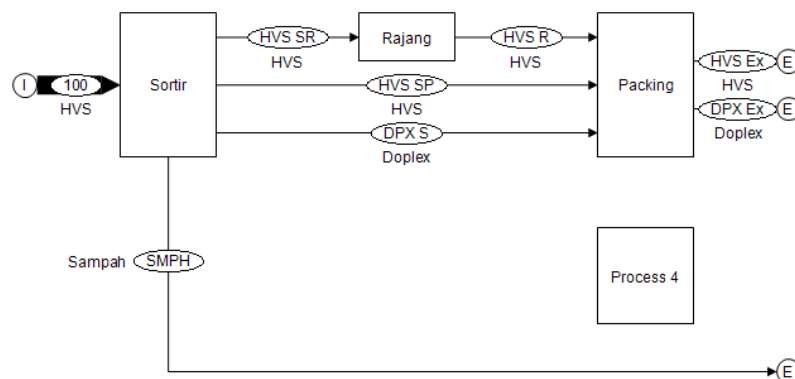 HVS SR
Rajang
HVS R
HVS
HVS
I
100
HVS
Sortir
HVS SP
HVS
DPX S
Doplex
Packing
HVS Ex
E
HVS
DPX Ex
E
Doplex
Sampah
SMPH
Process 4
E